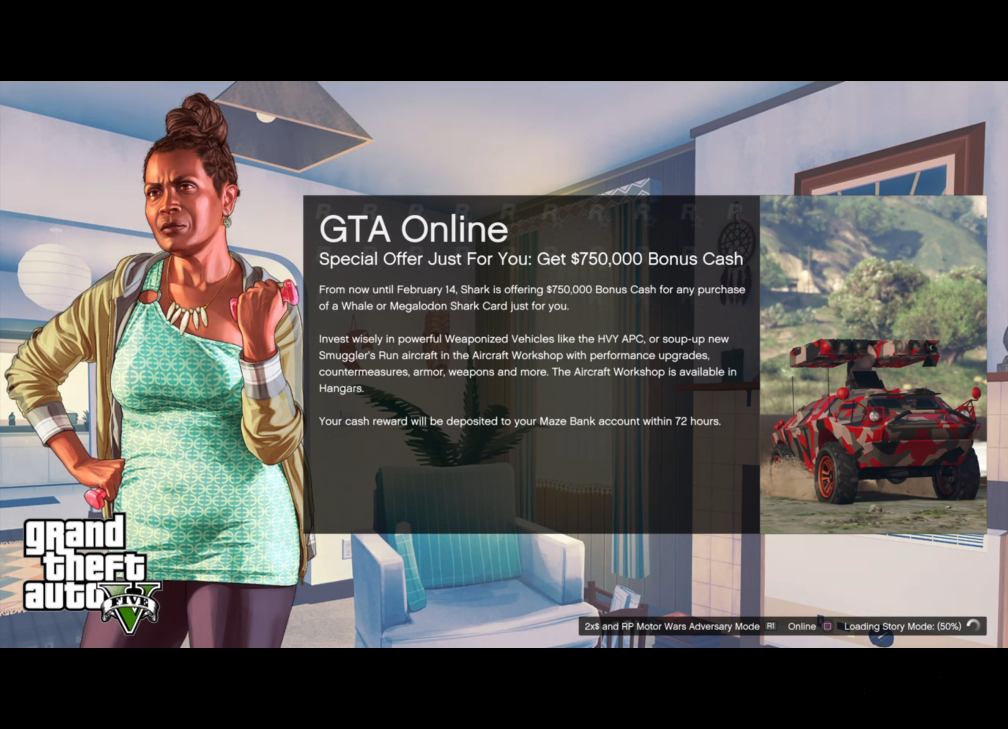 GTA Online
Special Offer Just For You: Get $750,000 Bonus Cash
From now until February 14, Shark is offering $750,000 Bonus Cash for any purchase
of a Whale or Megalodon Shark Card just for you.
Invest wisely in powerful Weaponized Vehicles like the HVY APC, or soup-up new
Smuggler's Run aircraft in the Aircraft Workshop with performance upgrades,
countermeasures, armor, weapons and more. The Aircraft Workshop is available in
Hangars.
Your cash reward will be deposited to your Maze Bank account within 72 hours.
grand
theft
auto
FIVE
2x$ and RP Motor Wars Adversary Mode R1 Online Loading Story Mode: (50%)